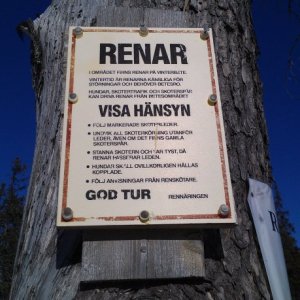 RENAR
I OMRÅDET FINNS RENAR PÅ VINTERBETE.
VINTERTID ÄR RENARNA KÄNSLIGA FÖR
STÖRNINGAR OCH BEHÖVER BETESRO.
HUNDAR, SKOTERTRAFIK OCH SKOTERSPÅR
KAN DRIVA RENAR FRÅN BETESOMRÅDET!
VISA HÄNSYN
• FÖLJ MARKERADE SKOTERLEDER.
• UNDVIK ALL SKOTERKÖRNING UTANFÖR
LEDER, ÄVEN OM DET FINNS GAMLA
SKOTERSPÅR.
• STANNA SKOTERN OCH VAR TYST, DÅ
RENAR PASSERAR LEDEN.
• HUNDAR SKALL OVILLKORLIGEN HÅLLAS
KOPPLADE.
• FÖLJ ANVISNINGAR FRÅN RENSKÖTARE.
GOD TUR RENNÄRINGEN